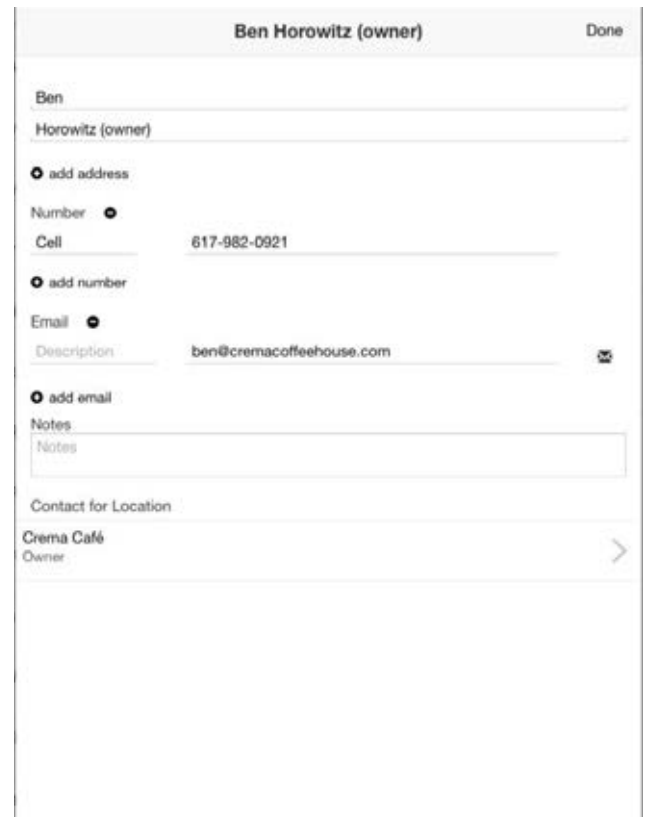 Ben Horowitz (owner) Done
Ben
Horowitz (owner)
add address
Number
Cell 617-982-0921
add number
Email
Description ben@cremacoffeehouse.com
add email
Notes
Notes
Contact for Location
Crema Café
Owner